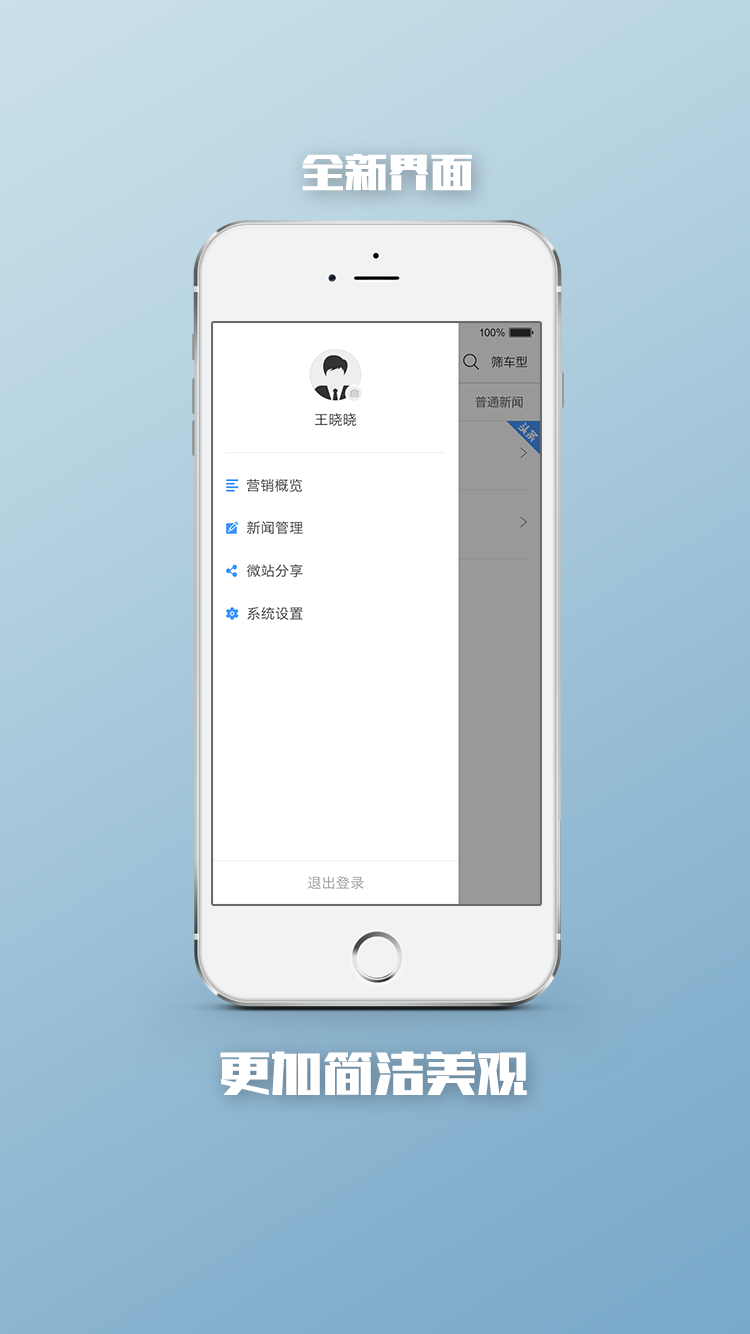 全新界面
100%
筛车型
王晓晓
普通新闻
头条
营销概览
新闻管理
微站分享
系统设置
退出登录
更加简洁美观